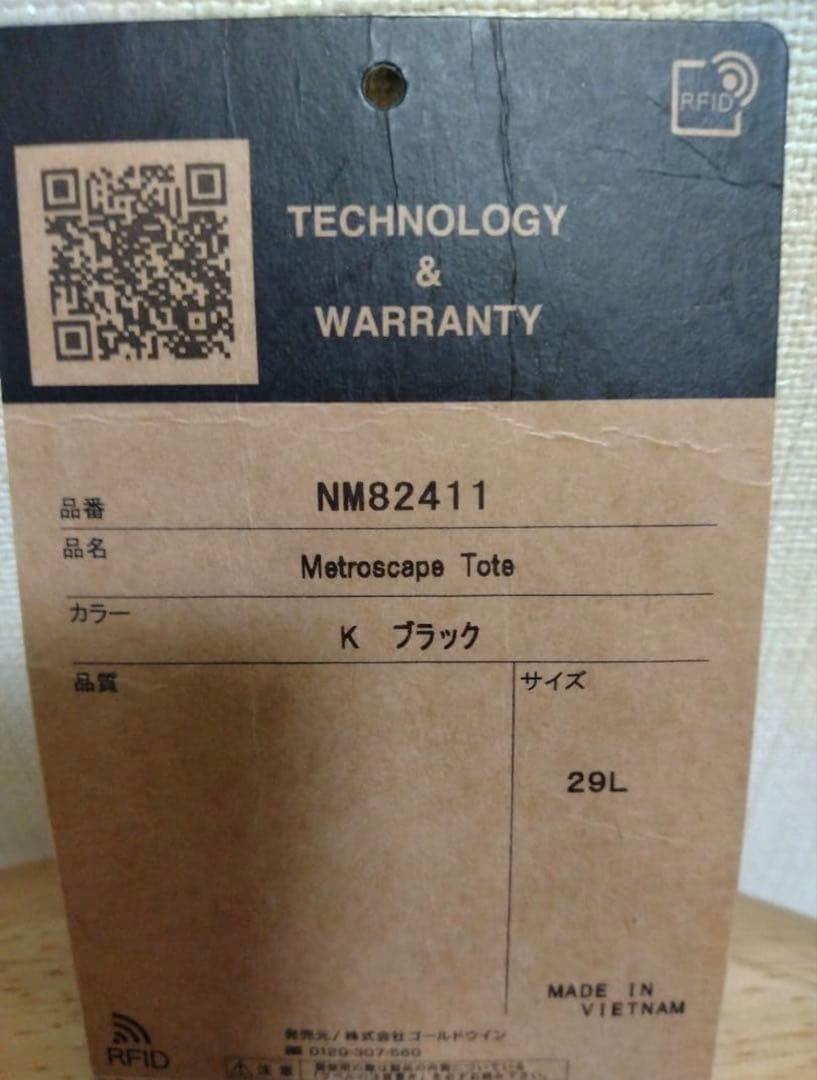 RFID
TECHNOLOGY
&
WARRANTY
品番 NM82411
品名 Metroscape Tote
カラー K ブラック
品質
サイズ
29L
MADE IN
VIETNAM
発売元/株式会社ゴールドウイン
0120-307-560
RFID
注意